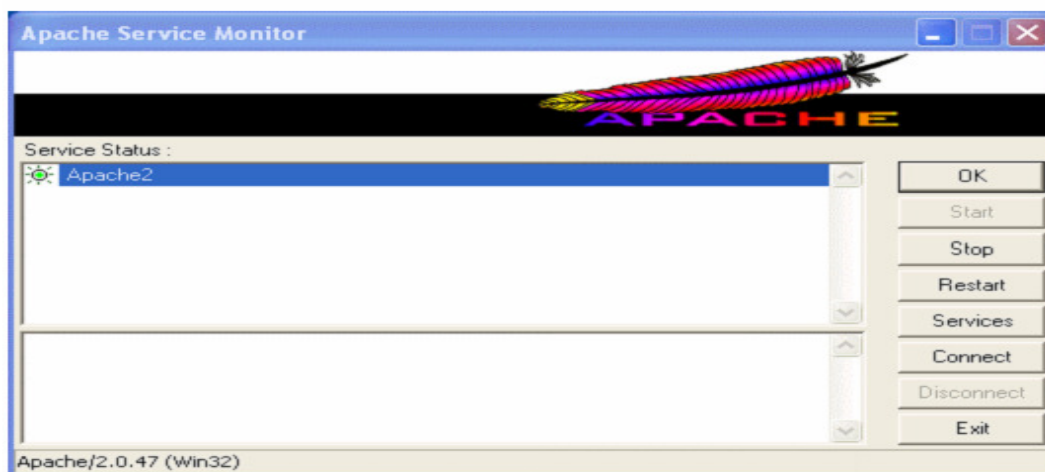 Apache Service Monitor
APACHE
Service Status :
Apache2
OK
Start
Stop
Restart
Services
Connect
Disconnect
Exit
Apache/2.0.47 (Win32)